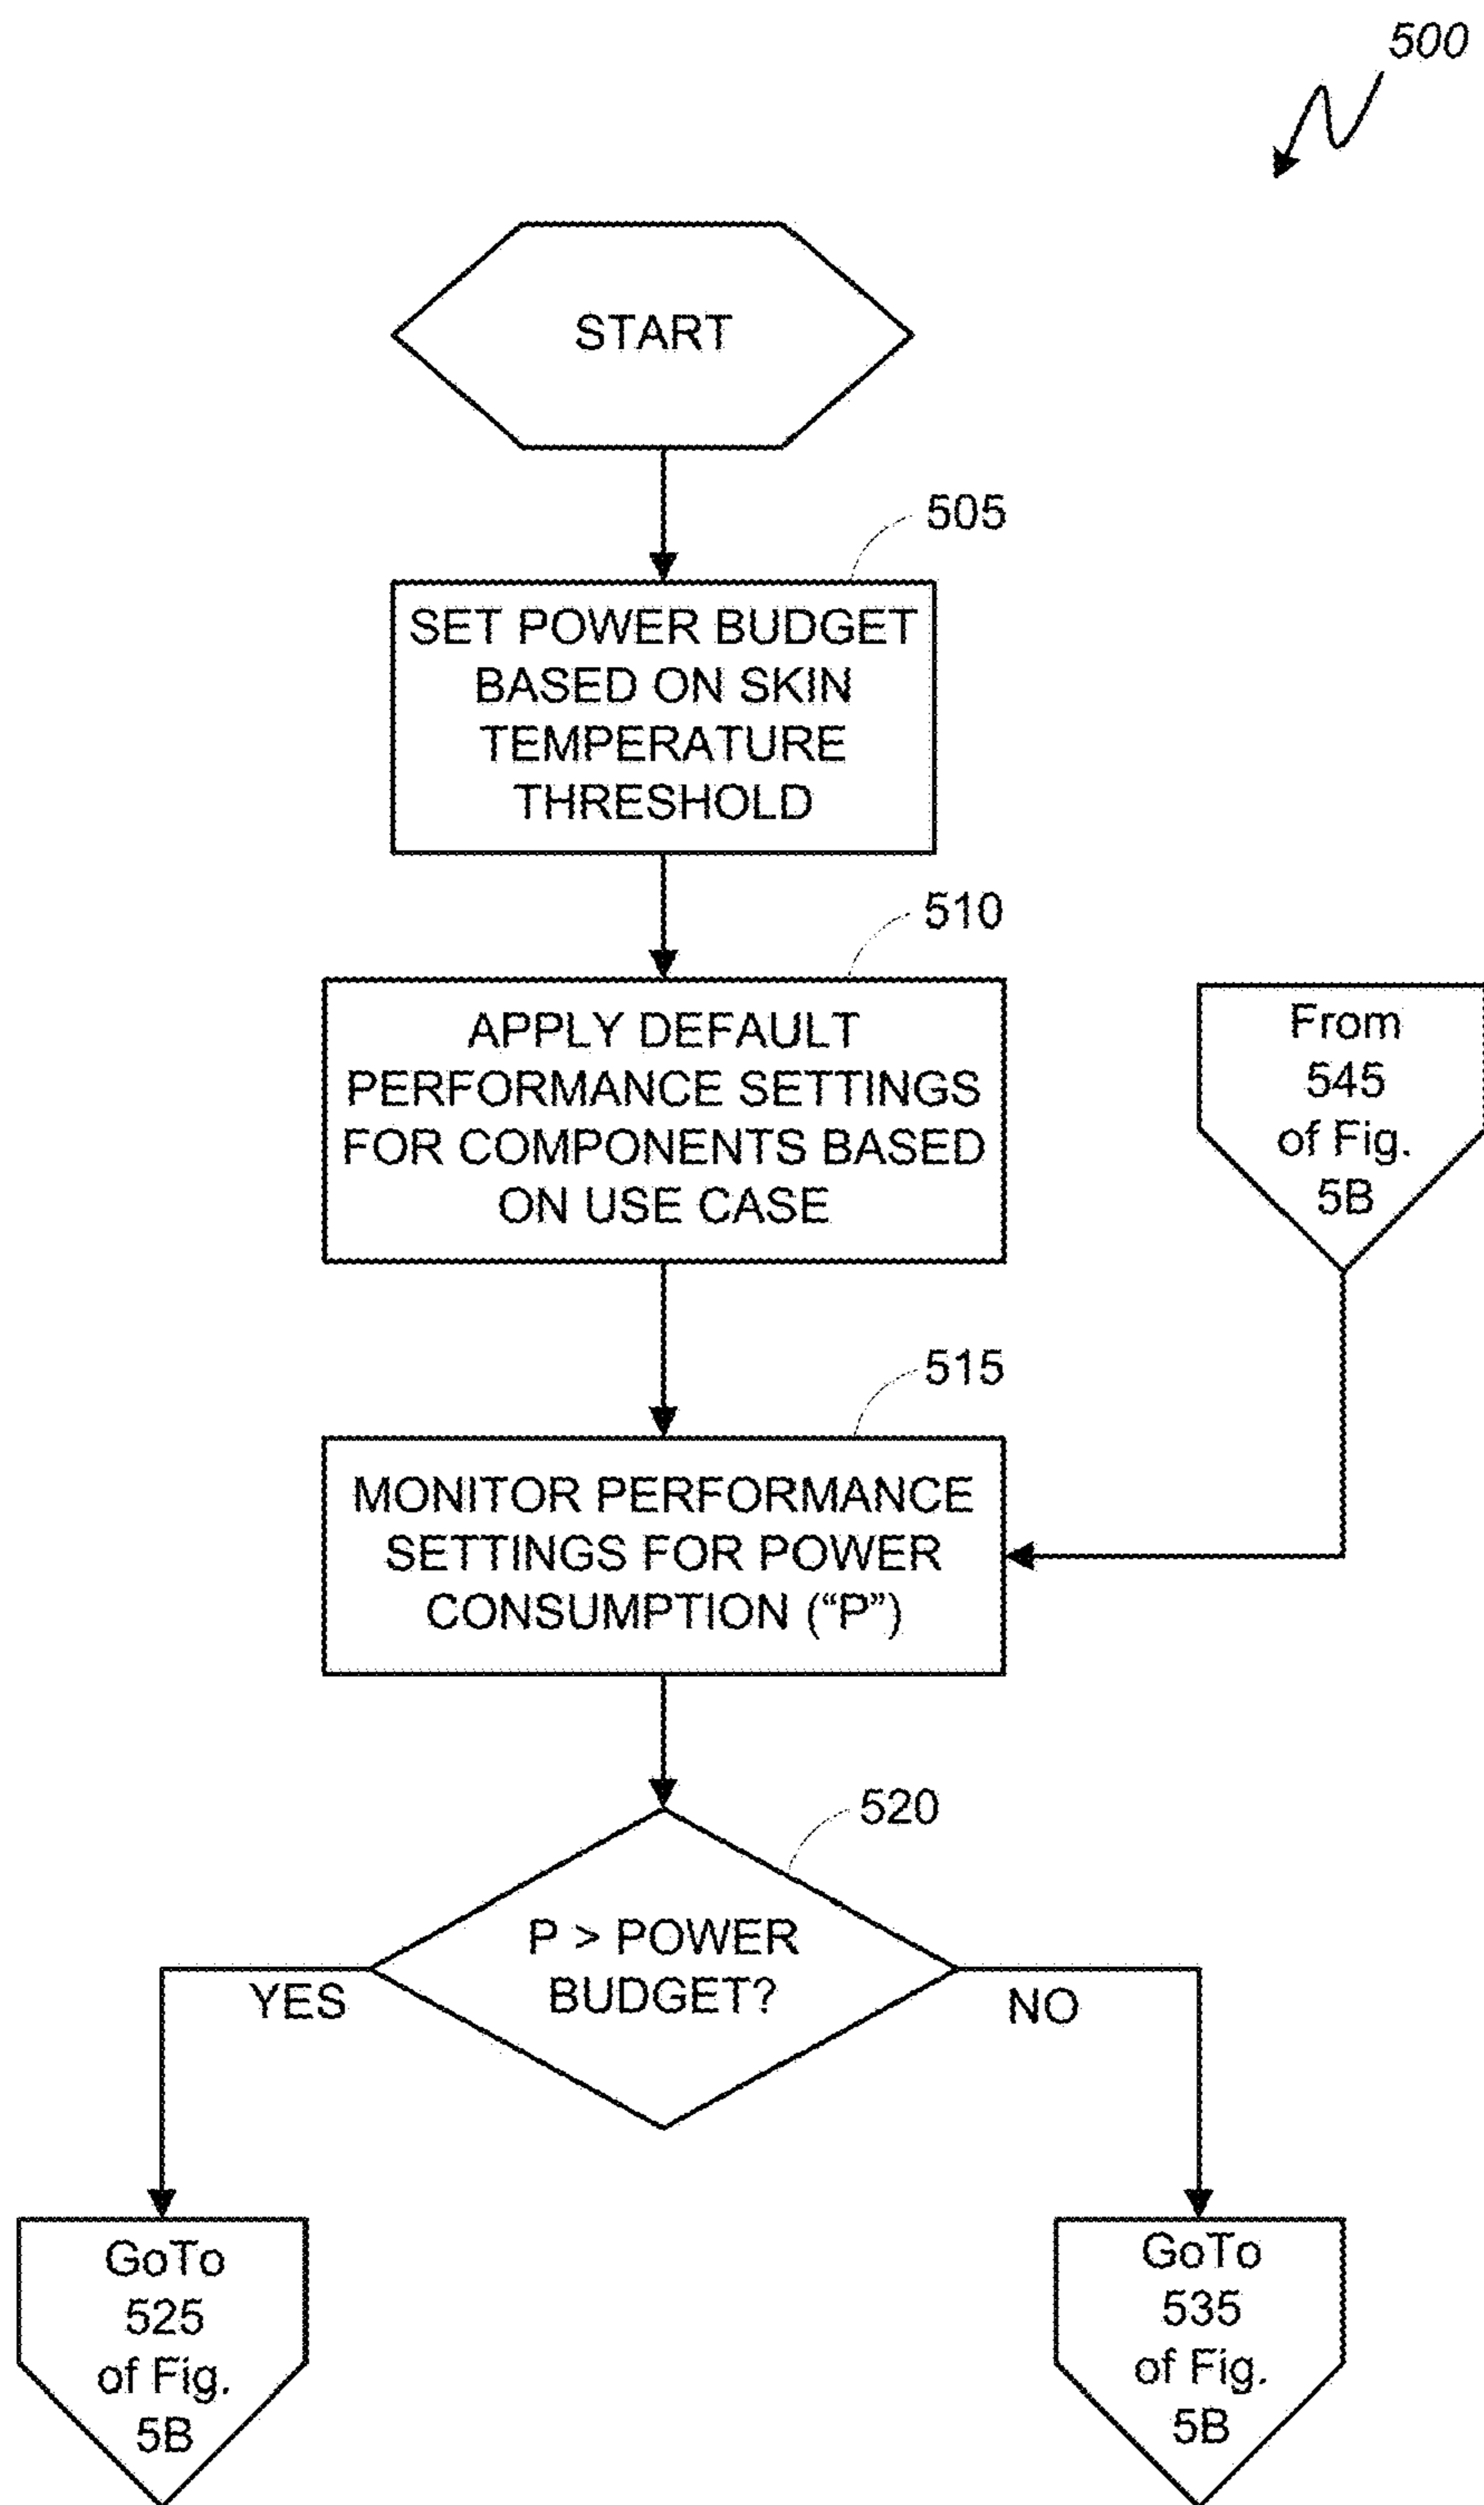 500
START
505
SET POWER BUDGET
BASED ON SKIN
TEMPERATURE
THRESHOLD
510
APPLY DEFAULT
PERFORMANCE SETTINGS
FOR COMPONENTS BASED
ON USE CASE
From
545
of Fig.
5B
515
MONITOR PERFORMANCE
SETTINGS FOR POWER
CONSUMPTION (“P”)
520
P > POWER
BUDGET?
YES
NO
GoTo
525
of Fig.
5B
GoTo
535
of Fig.
5B